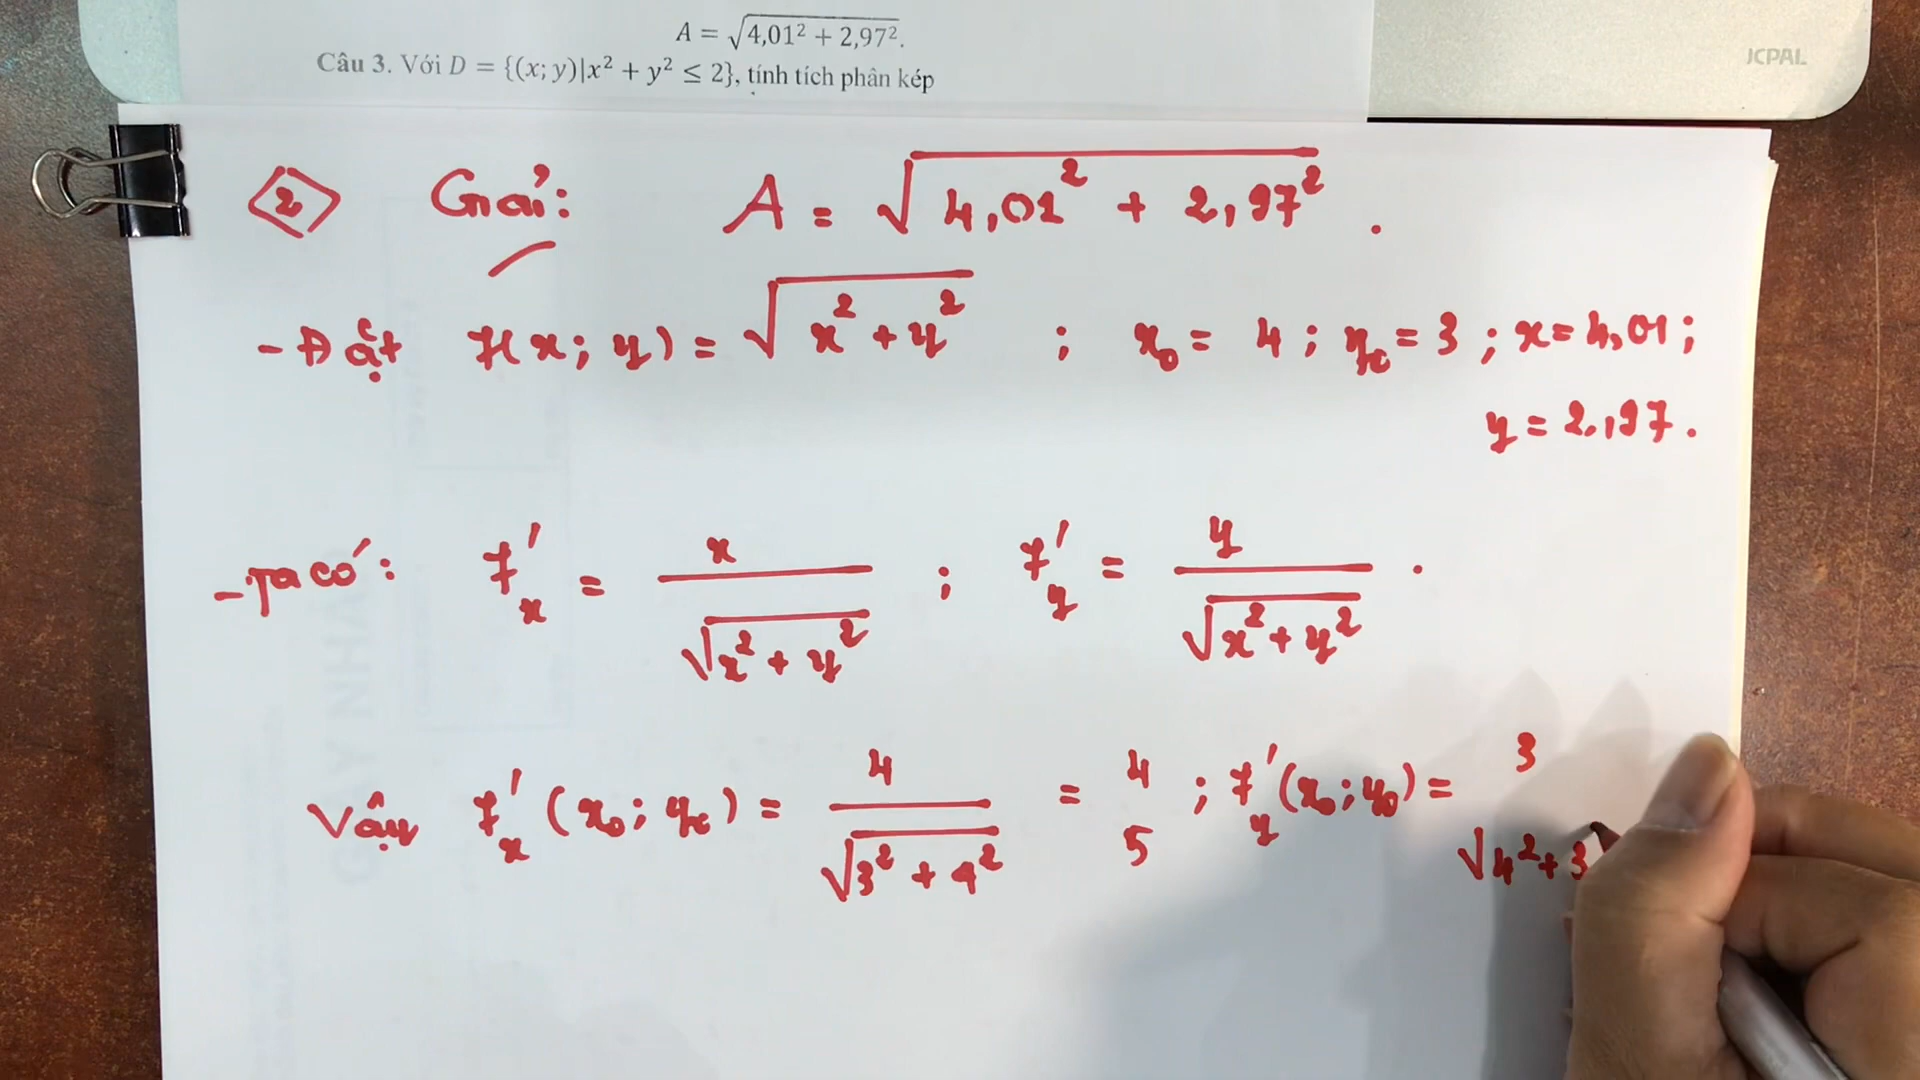 A = √4,01² + 2,97².
Câu 3. Với D = {(x; y)|x² + y² ≤ 2}, tính tích phân kép
JCPAL
2 Giải: A = √4,01² + 2,97² .
- Đặt f(x; y) = √x² + y² ; x₀ = 4 ; y₀ = 3 ; x = 4,01 ;
y = 2,97 .
- Ta có: f'ₓ = x / √x² + y² ; f'y = y / √x² + y² .
Vậy f'ₓ (x₀; y₀) = 4 / √3² + 4² = 4 5 ; f'y (x₀; y₀) = 3 √4² + 3